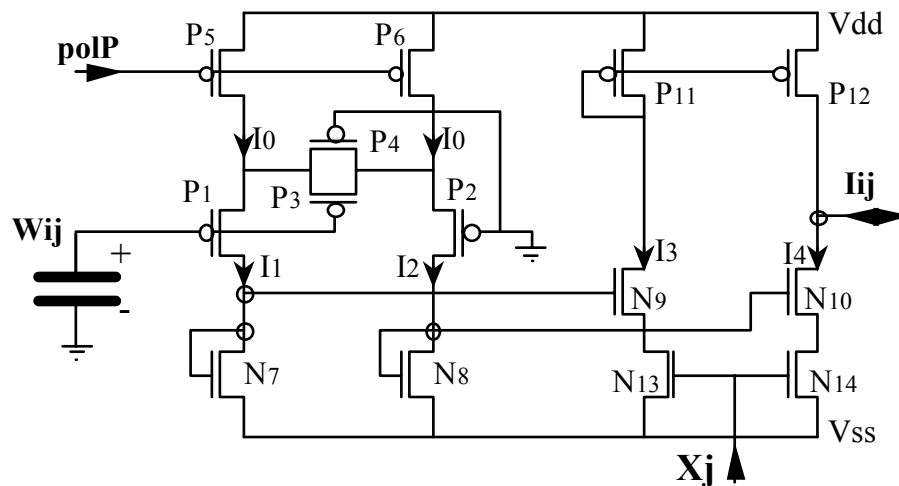 P5 P6 Vdd
polP
P11 P12
I0 P4 I0
P1 P3 P2 Iij
Wij
+ I1 I2 I3 I4
- N9 N10
N7 N8 N13 N14
Vss
Xj